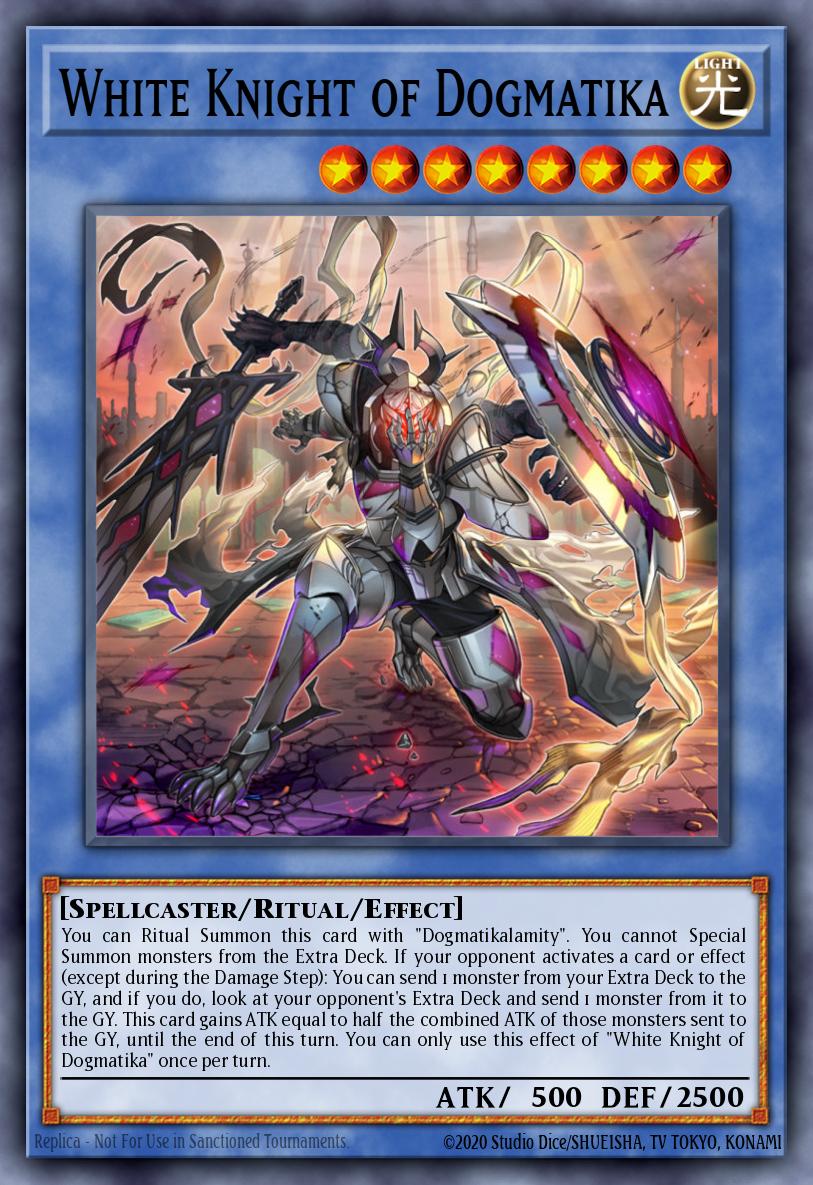 White Knight of Dogmatika
LIGHT
光
[Spellcaster/Ritual/Effect]
You can Ritual Summon this card with "Dogmatikalamity". You cannot Special
Summon monsters from the Extra Deck. If your opponent activates a card or effect
(except during the Damage Step): You can send 1 monster from your Extra Deck to the
GY, and if you do, look at your opponent's Extra Deck and send 1 monster from it to
the GY. This card gains ATK equal to half the combined ATK of those monsters sent to
the GY, until the end of this turn. You can only use this effect of "White Knight of
Dogmatika" once per turn.
ATK/ 500 DEF/2500
Replica - Not For Use in Sanctioned Tournaments.
©2020 Studio Dice/SHUEISHA, TV TOKYO, KONAMI